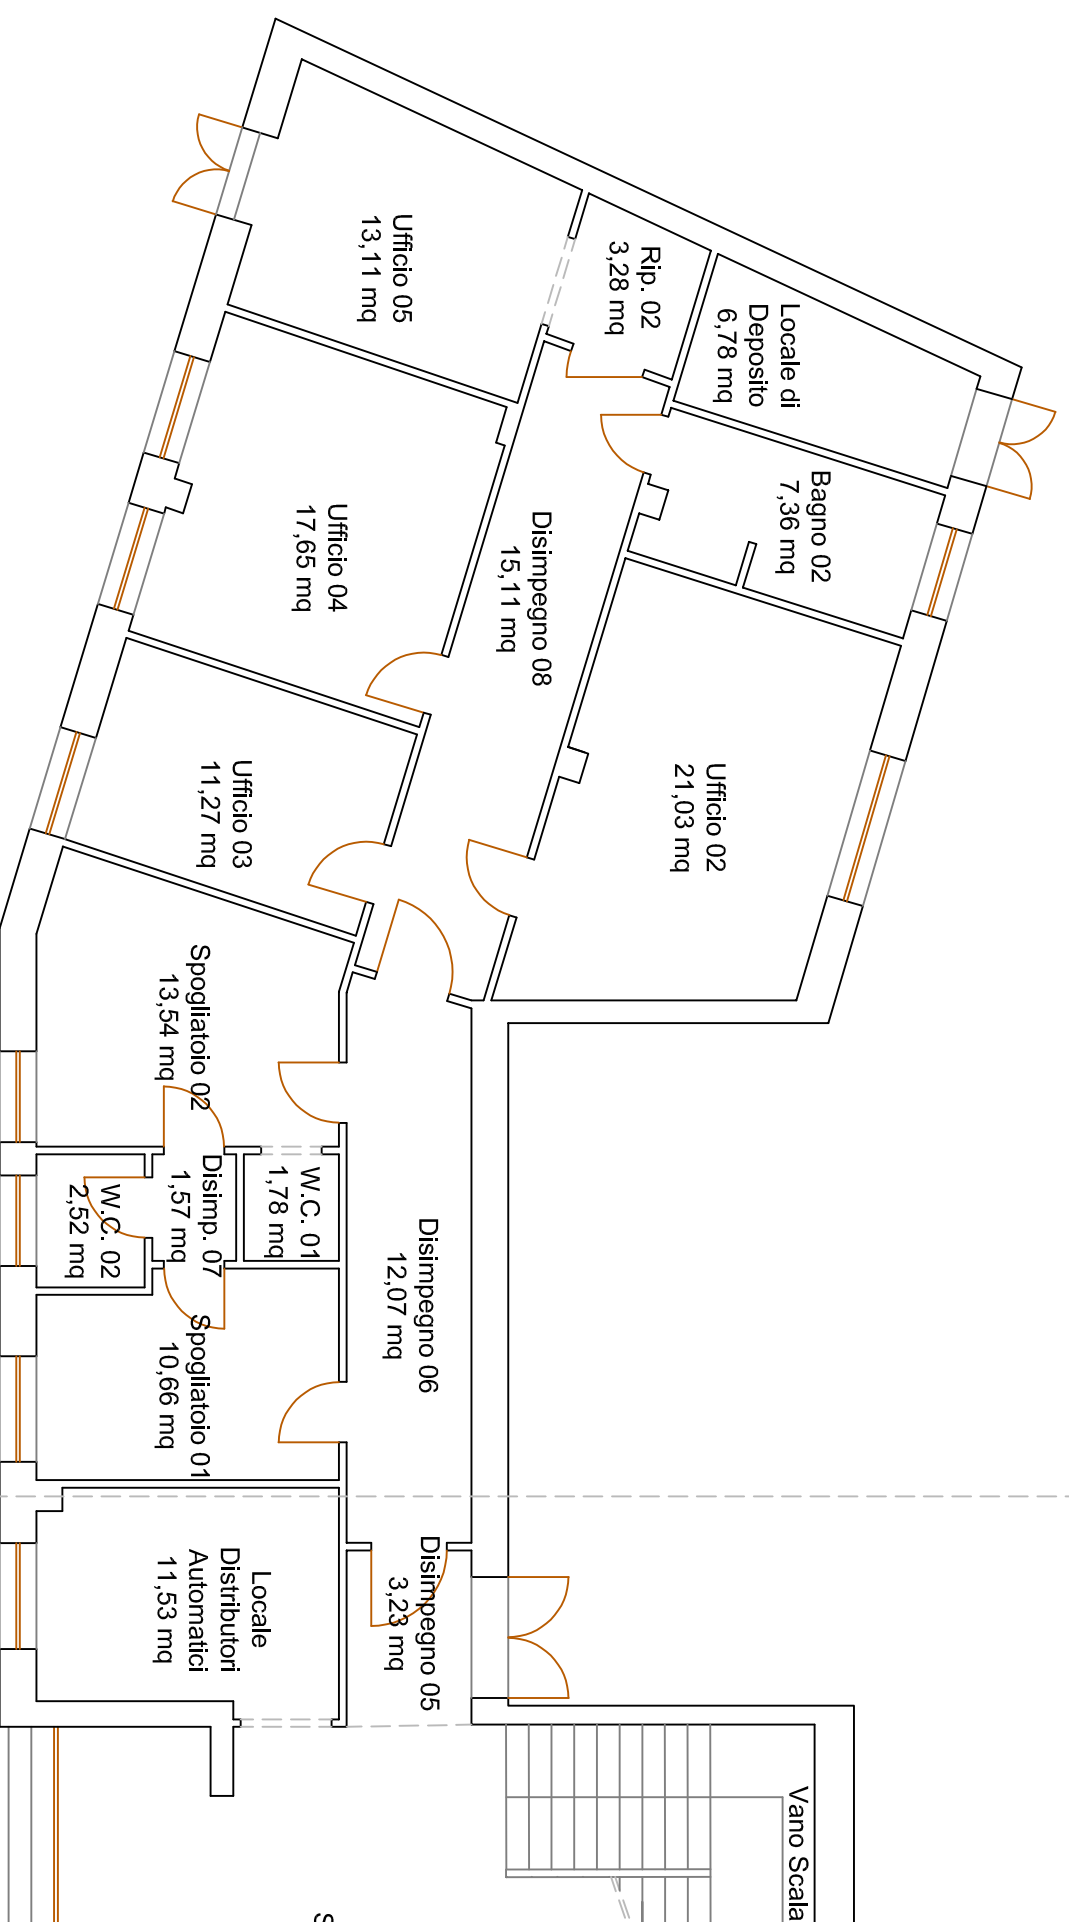 Ufficio 05
13,11 mq
Rip. 02
3,28 mq
Locale di
Deposito
6,78 mq
Bagno 02
7,36 mq
Ufficio 04
17,65 mq
Disimpegno 08
15,11 mq
Ufficio 02
21,03 mq
Ufficio 03
11,27 mq
Spogliatoio 02
13,54 mq
Disimp. 07
1,57 mq
W.C. 01
1,78 mq
W.C. 02
2,52 mq
Disimpegno 06
12,07 mq
Spogliatoio 01
10,66 mq
Locale
Distributori
Automatici
11,53 mq
Disimpegno 05
3,23 mq
Vano Scala